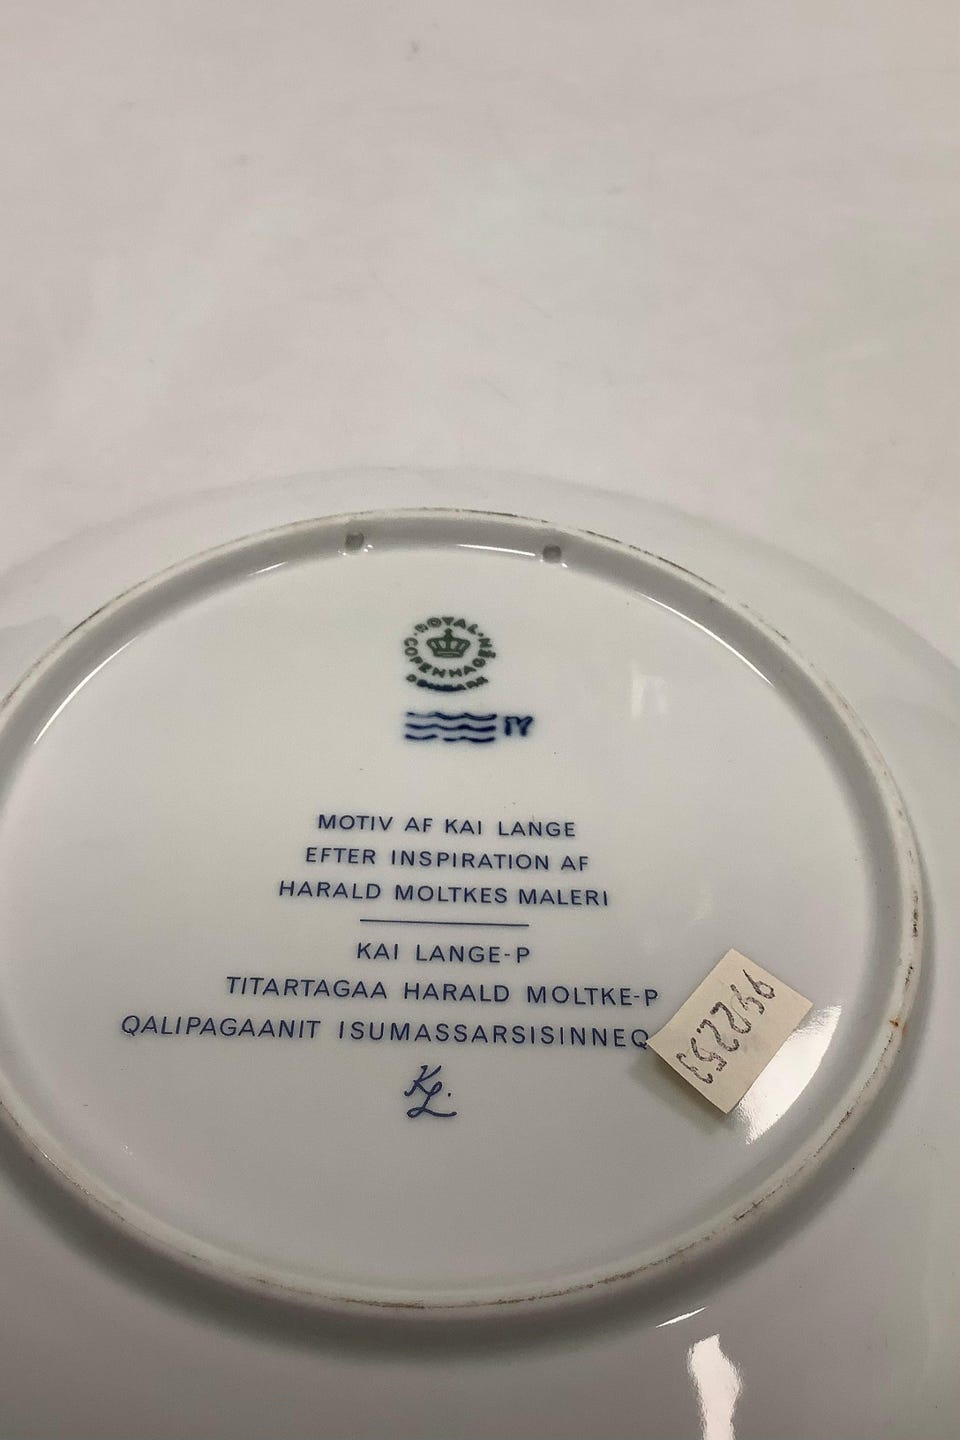 ROYAL COPENHAGEN
DENMARK
MOTIV AF KAI LANGE
EFTER INSPIRATION AF
HARALD MOLTKES MALERI
KAI LANGE-P
TITARTAGAA HARALD MOLTKE-P
QALIPAGAANIT ISUMASSARSISINNEQ
KL.